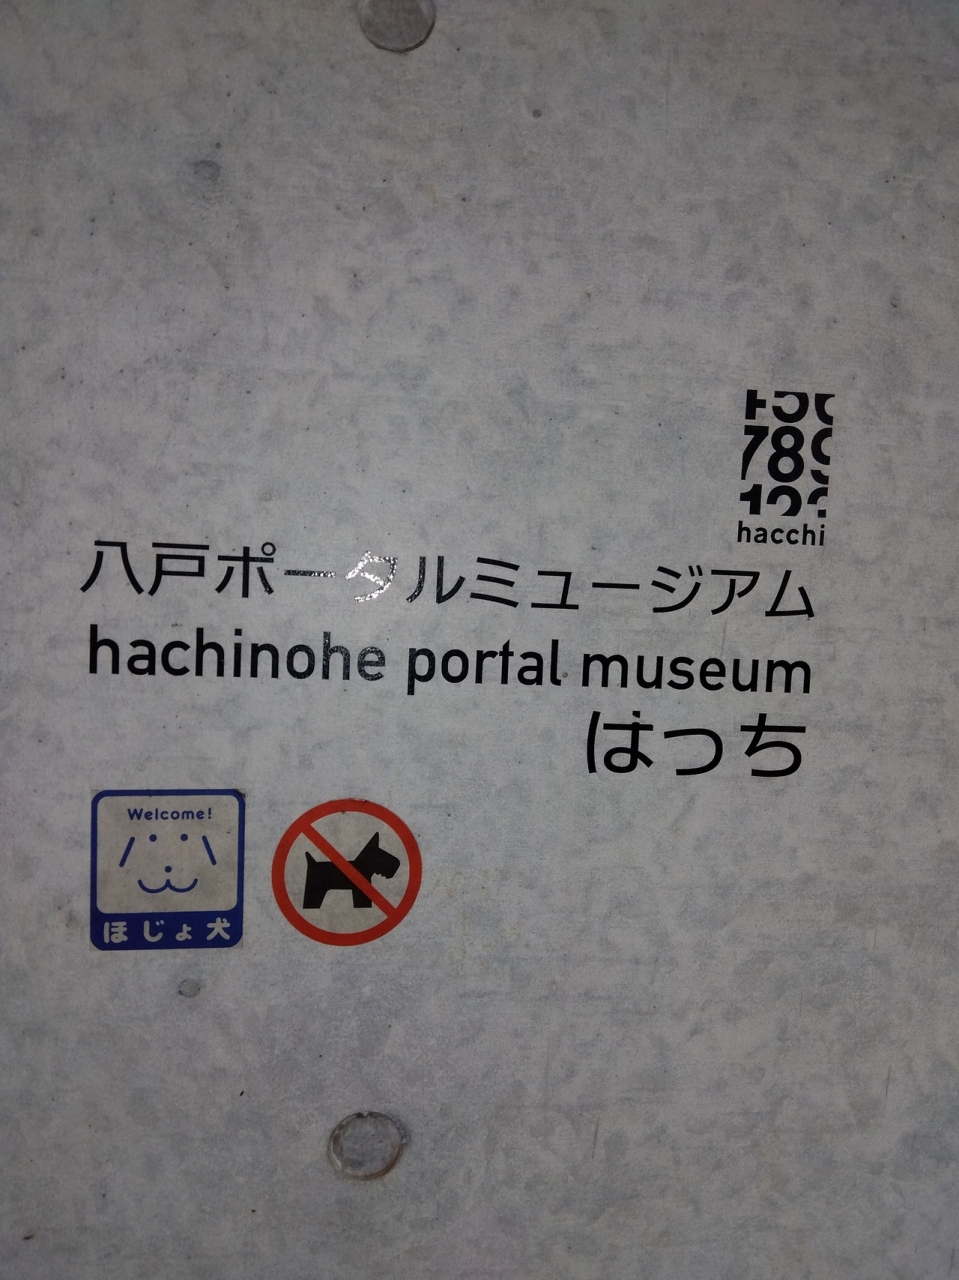 789
hacchi
八戸ポータルミュージアム
hachinohe portal museum
はっち
Welcome!
ほじょ犬